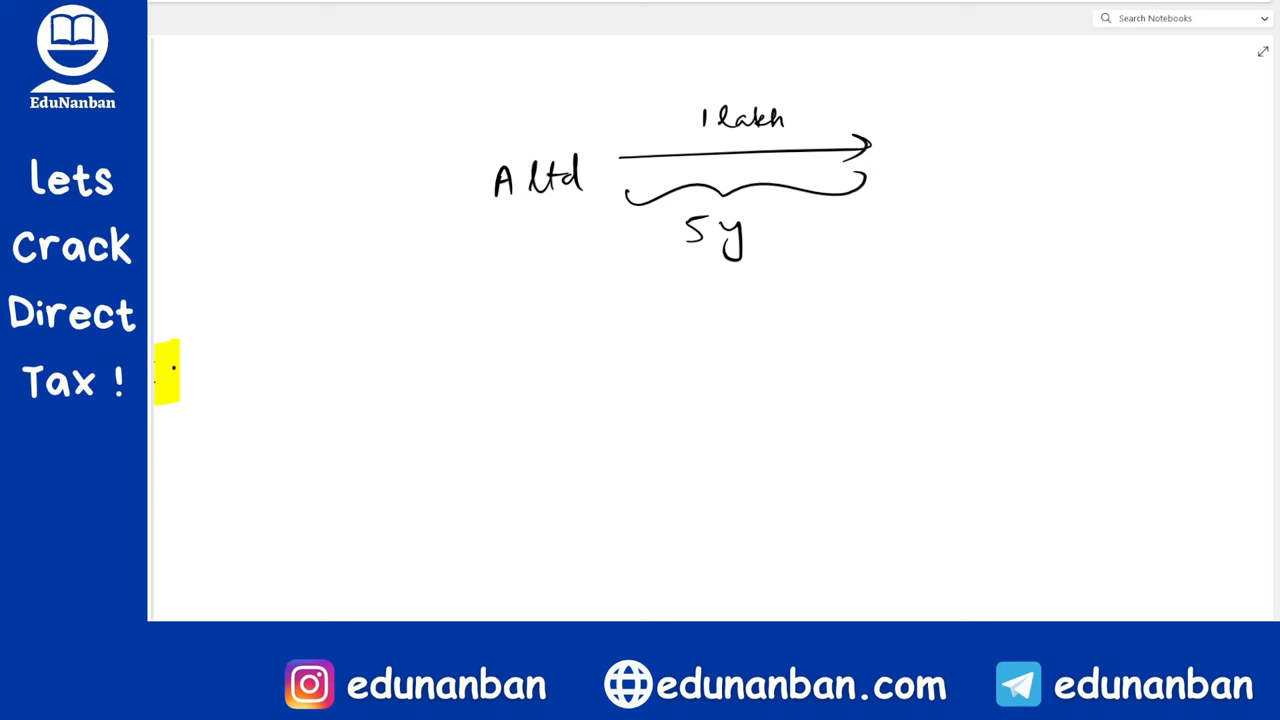 EduNanban
Lets
Crack
Direct
Tax !
Search Notebooks
1 lakh
A ltd
5 y
edunanban
edunanban.com
edunanban